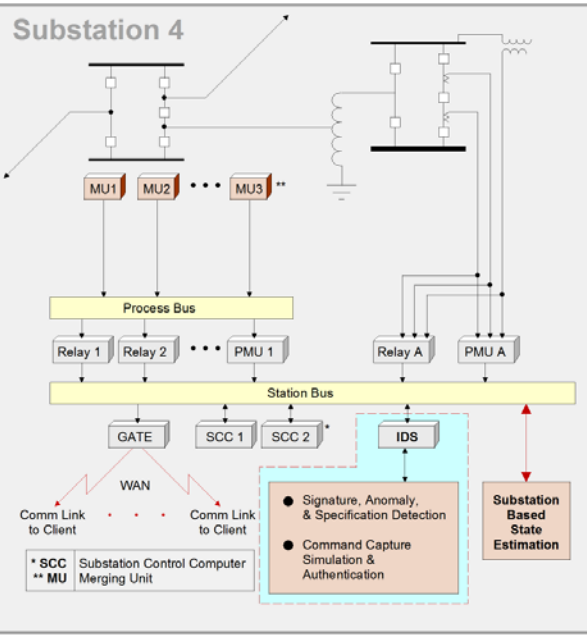 Substation 4
MU1
MU2
• • •
MU3
**
Process Bus
Relay 1
Relay 2
• • •
PMU 1
Relay A
PMU A
Station Bus
GATE
SCC 1
SCC 2
*
IDS
WAN
Comm Link
to Client
• • •
Comm Link
to Client
● Signature, Anomaly,
& Specification Detection
● Command Capture
Simulation &
Authentication
Substation
Based
State
Estimation
* SCC Substation Control Computer
** MU Merging Unit